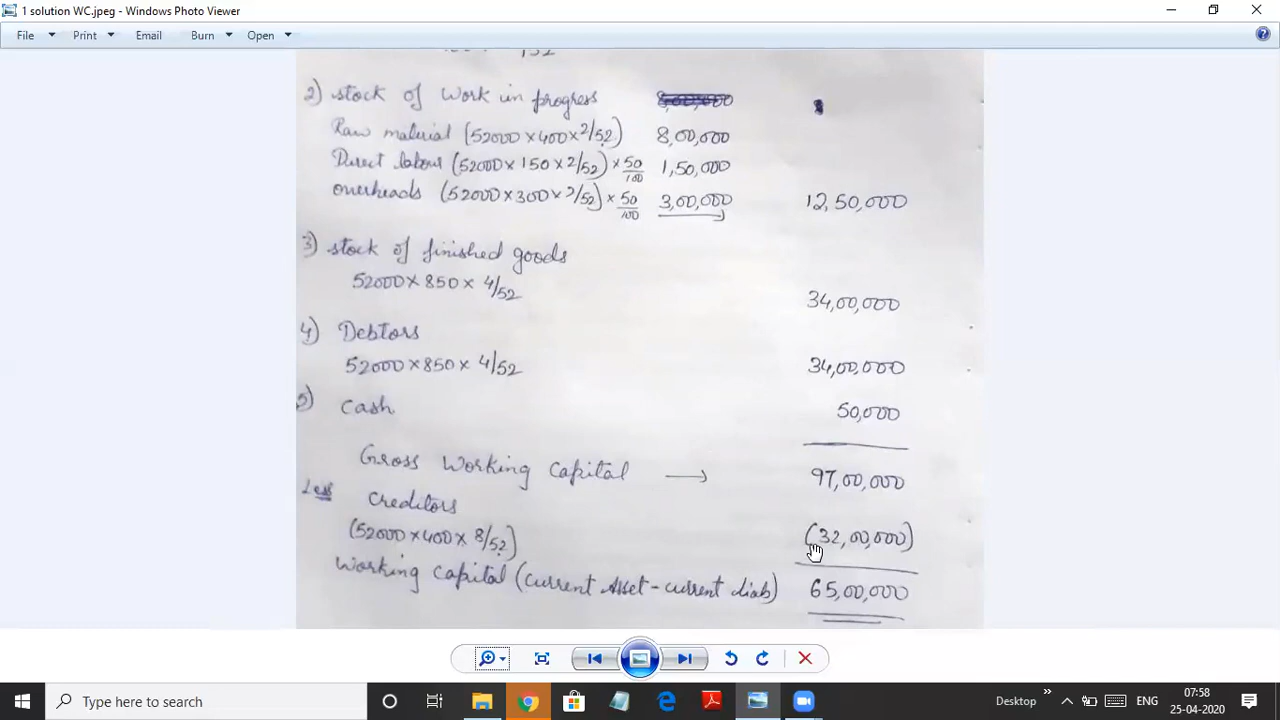 1 solution WC.jpeg - Windows Photo Viewer
File Print Email Burn Open
2) stock of Work in progress
Raw material (52000 × 400 × 2/52) 8,00,000
Direct labour (52000 × 150 × 2/52) × 50/100 1,50,000
overheads (52000 × 300 × 2/52) × 50/100 3,00,000 12,50,000
3) stock of finished goods
52000 × 850 × 4/52 34,00,000
4) Debtors
52000 × 850 × 4/52 34,00,000
5) Cash 50,000
Gross Working Capital → 97,00,000
Less Creditors
(52000 × 400 × 8/52) (32,00,000)
Working Capital (Current Asset - current Liab) 65,00,000
Type here to search
Desktop
ENG
07:58
25-04-2020